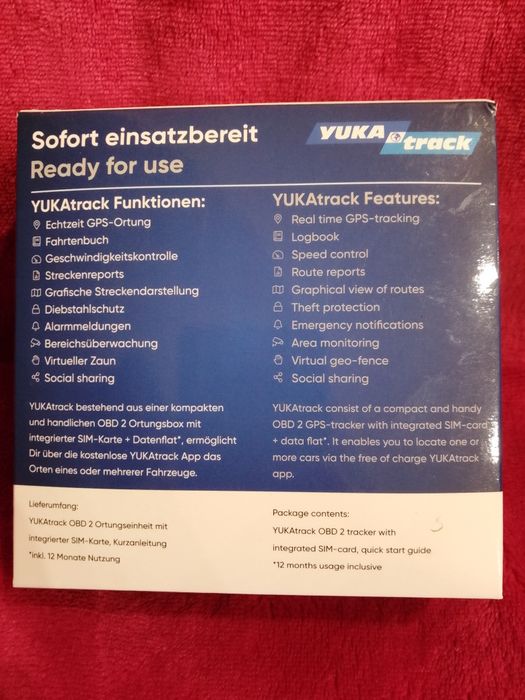 Sofort einsatzbereit
Ready for use
YUKA track
YUKAtrack Funktionen:
Echtzeit GPS-Ortung
Fahrtenbuch
Geschwindigkeitskontrolle
Streckenreports
Grafische Streckendarstellung
Diebstahlschutz
Alarmmeldungen
Bereichsüberwachung
Virtueller Zaun
Social sharing
YUKAtrack bestehend aus einer kompakten
und handlichen OBD 2 Ortungsbox mit
integrierter SIM-Karte + Datenflat*, ermöglicht
Dir über die kostenlose YUKAtrack App das
Orten eines oder mehrerer Fahrzeuge.
YUKAtrack Features:
Real time GPS-tracking
Logbook
Speed control
Route reports
Graphical view of routes
Theft protection
Emergency notifications
Area monitoring
Virtual geo-fence
Social sharing
YUKAtrack consist of a compact and handy
OBD 2 GPS-tracker with integrated SIM-card
+ data flat*. It enables you to locate one or
more cars via the free of charge YUKAtrack
app.
Lieferumfang:
YUKAtrack OBD 2 Ortungseinheit mit
integrierter SIM-Karte, Kurzanleitung
*inkl. 12 Monate Nutzung
Package contents:
YUKAtrack OBD 2 tracker with
integrated SIM-card, quick start guide
*12 months usage inclusive